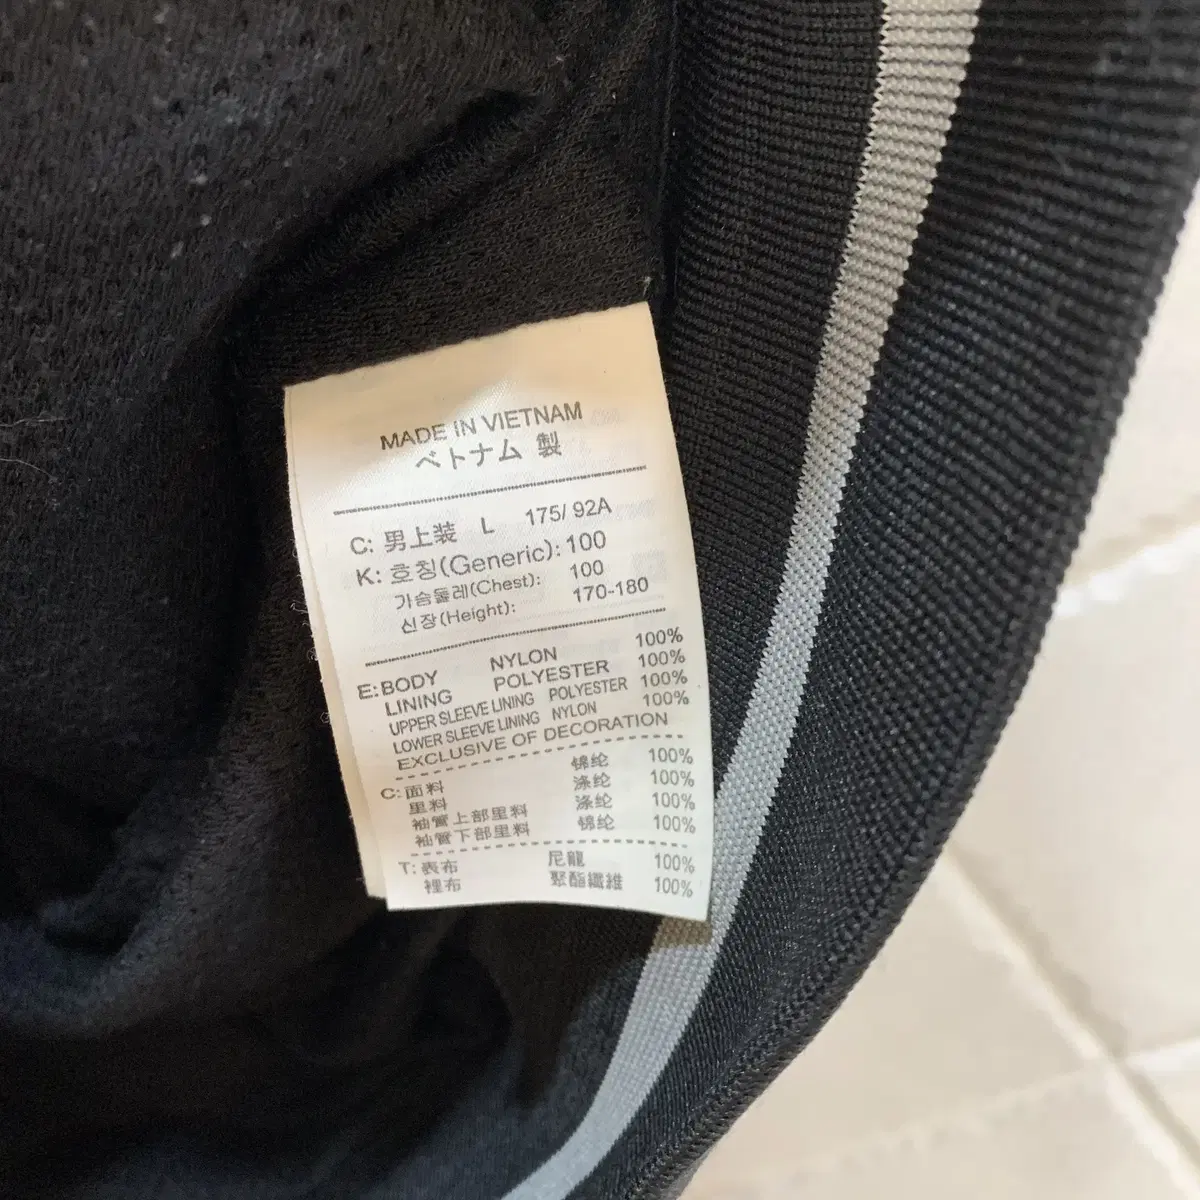 MADE IN VIETNAM
ベトナム 製
C: 男上装 L 175/ 92A
K: 호칭(Generic): 100
가슴둘레(Chest): 100
신장(Height): 170-180
E: BODY NYLON 100%
LINING POLYESTER 100%
UPPER SLEEVE LINING POLYESTER 100%
LOWER SLEEVE LINING NYLON 100%
EXCLUSIVE OF DECORATION
C: 面料 锦纶 100%
里料 涤纶 100%
袖管上部里料 涤纶 100%
袖管下部里料 锦纶 100%
T: 表布 尼龍 100%
裡布 聚酯纖維 100%